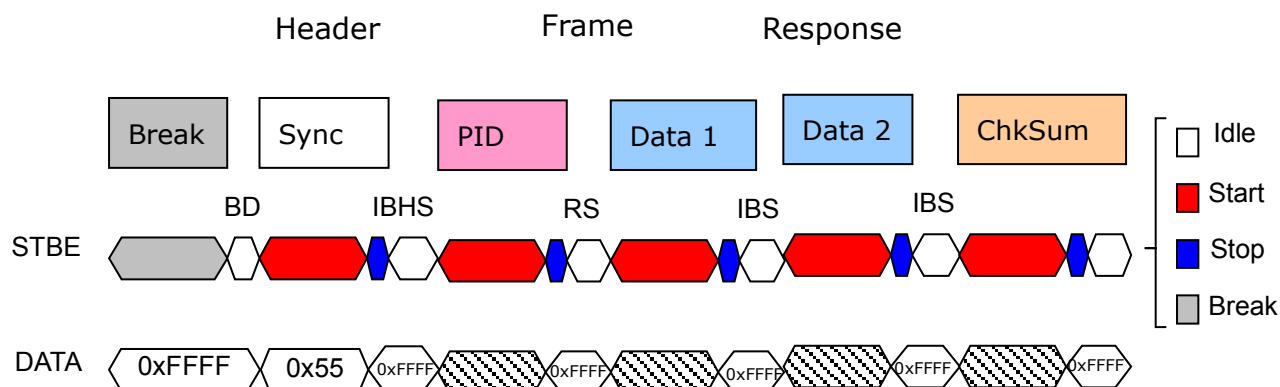 Header Frame Response
Break Sync PID Data 1 Data 2 ChkSum
Idle
Start
Stop
Break
BD IBHS RS IBS IBS
STBE
DATA 0xFFFF 0x55 0xFFFF 0xFFFF 0xFFFF 0xFFFF 0xFFFF